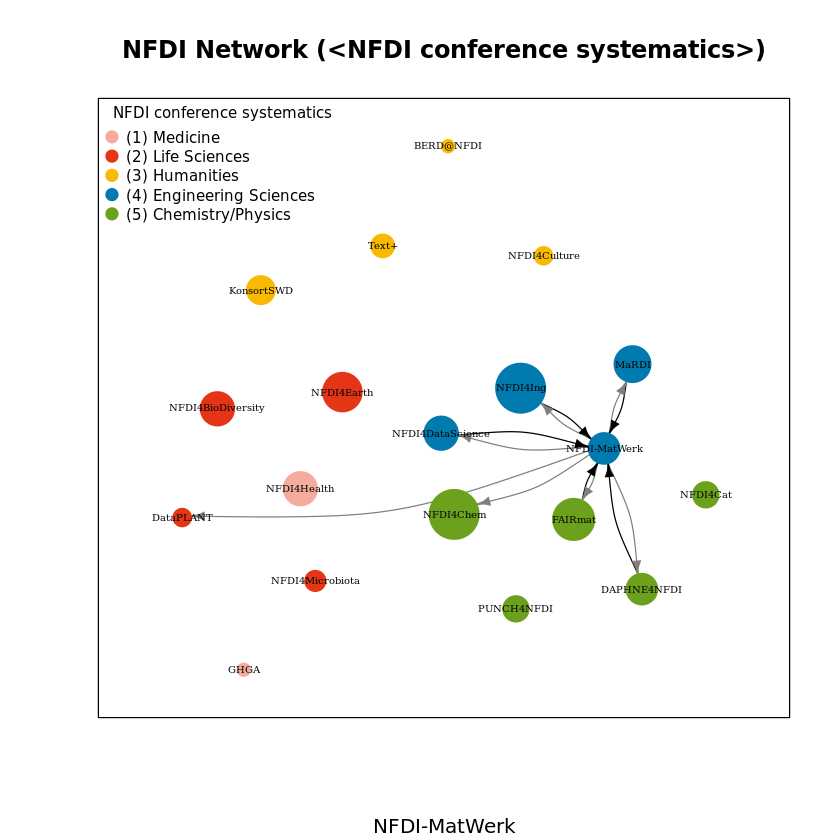 NFDI Network (<NFDI conference systematics>)
NFDI conference systematics
(1) Medicine
(2) Life Sciences
(3) Humanities
(4) Engineering Sciences
(5) Chemistry/Physics
BERD@NFDI
Text+
NFDI4Culture
KonsortSWD
MaRDI
NFDI4Ing
NFDI4Earth
NFDI4BioDiversity
NFDI4DataScience
NFDI-MatWerk
NFDI4Health
NFDI4Cat
NFDI4Chem
DataPLANT
FAIRmat
NFDI4Microbiota
DAPHNE4NFDI
PUNCH4NFDI
GHGA
NFDI-MatWerk